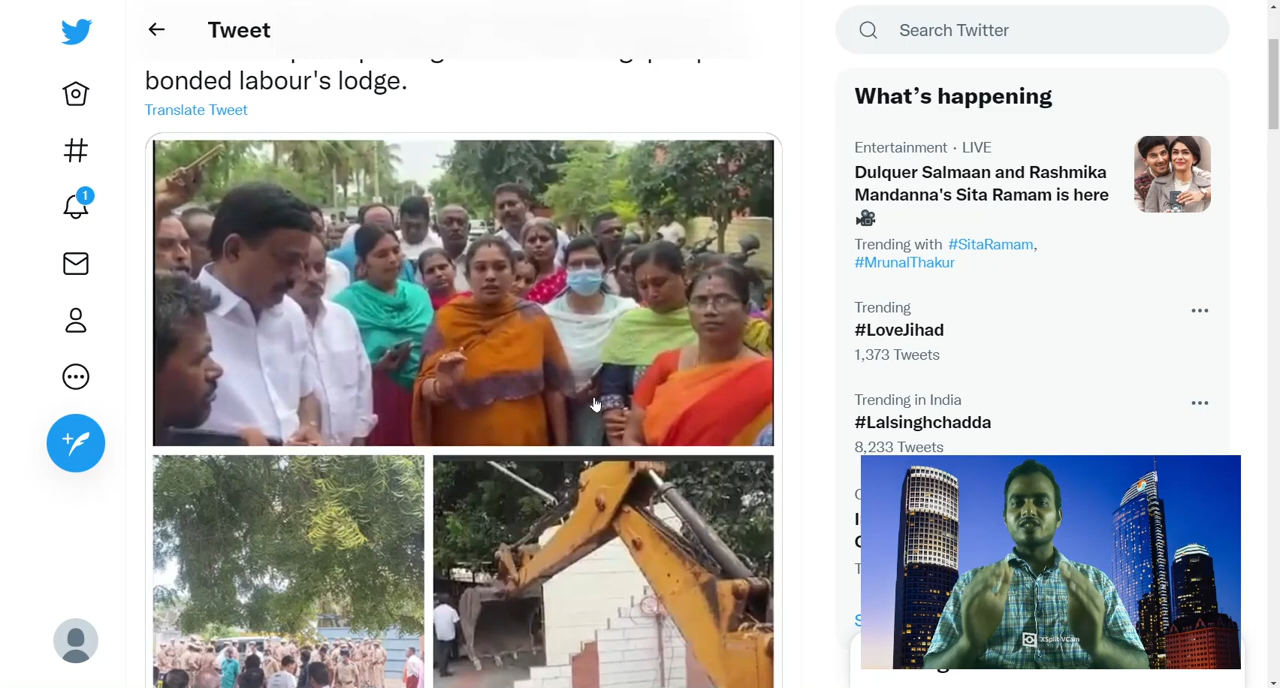 Tweet
bonded labour's lodge.
Translate Tweet
1
Search Twitter
What's happening
Entertainment · LIVE
Dulquer Salmaan and Rashmika
Mandanna's Sita Ramam is here
🎥
Trending with #SitaRamam,
#MrunalThakur
Trending
#LoveJihad
1,373 Tweets
Trending in India
#Lalsinghchadda
8,233 Tweets
XSplit VCam